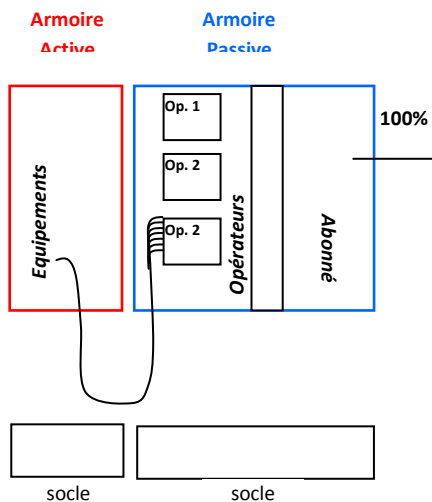 Armoire
Active
Armoire
Passive
Op. 1
100%
Op. 2
Op. 2
Equipements
Opérateurs
Abonné
socle
socle